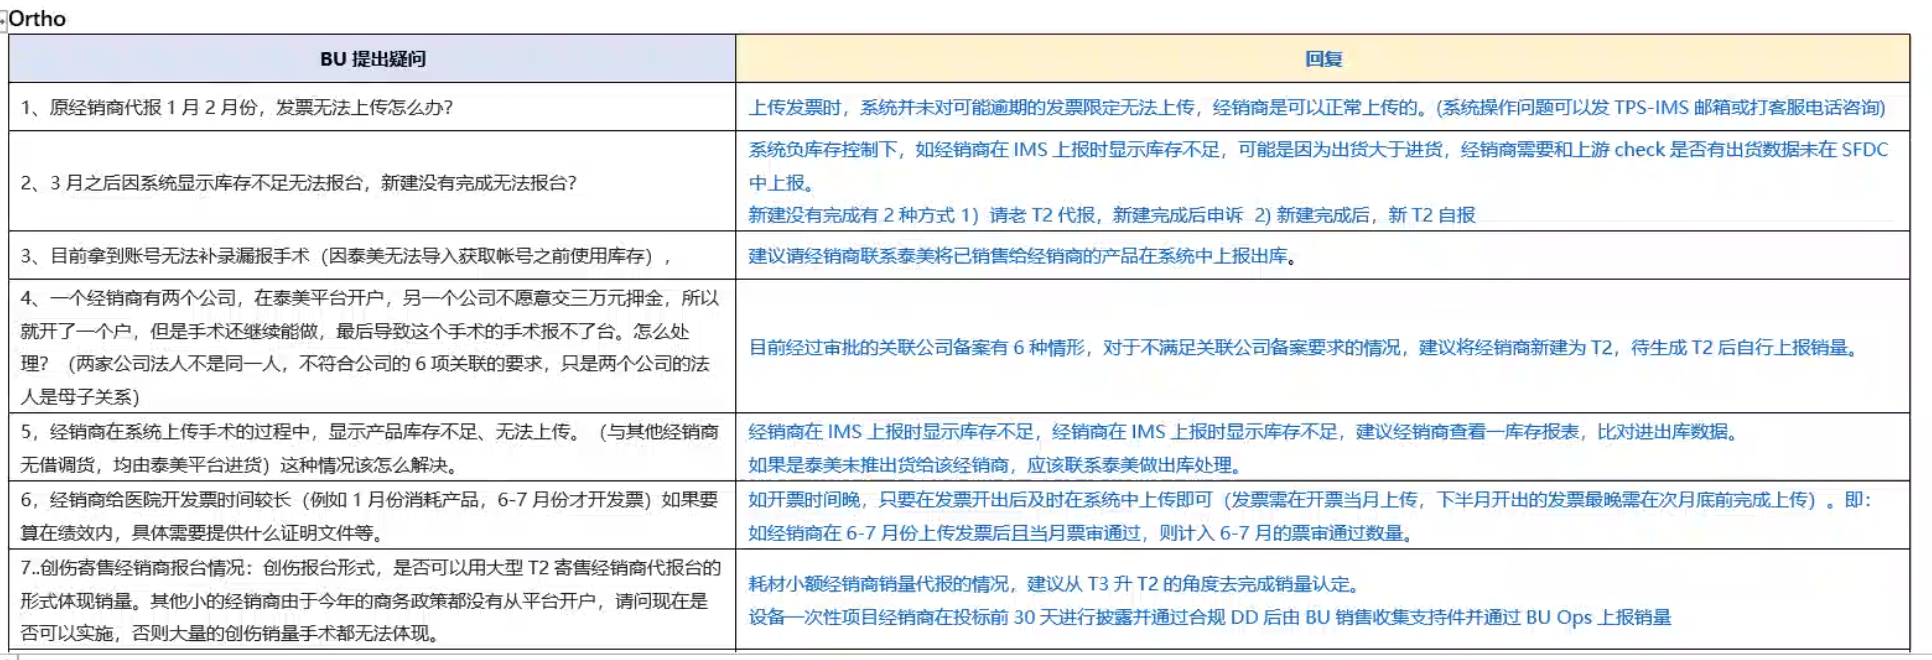 Ortho
BU 提出疑问
回复
1、原经销商代报 1 月 2 月份，发票无法上传怎么办？
上传发票时，系统并未对可能逾期的发票限定无法上传，经销商是可以正常上传的。(系统操作问题可以发 TPS-IMS 邮箱或打客服电话咨询)
2、3 月之后因系统显示库存不足无法报台，新建没有完成无法报台？
系统负库存控制下，如经销商在 IMS 上报时显示库存不足，可能是因为出货大于进货，经销商需要和上游 check 是否有出货数据未在 SFDC
中上报。
新建没有完成有 2 种方式 1）请老 T2 代报，新建完成后申诉 2) 新建完成后，新 T2 自报
3、目前拿到账号无法补录漏报手术（因泰美无法导入获取帐号之前使用库存），
建议请经销商联系泰美将已销售给经销商的产品在系统中上报出库。
4、一个经销商有两个公司，在泰美平台开户，另一个公司不愿意交三万元押金，所以
就开了一个户，但是手术还继续能做，最后导致这个手术的手术报不了台。怎么处
理？（两家公司法人不是同一人，不符合公司的 6 项关联的要求，只是两个公司的法
人是母子关系)
目前经过审批的关联公司备案有 6 种情形，对于不满足关联公司备案要求的情况，建议将经销商新建为 T2，待生成 T2 后自行上报销量。
5，经销商在系统上传手术的过程中，显示产品库存不足、无法上传。（与其他经销商
无借调货，均由泰美平台进货）这种情况该怎么解决。
经销商在 IMS 上报时显示库存不足，经销商在 IMS 上报时显示库存不足，建议经销商查看一库存报表，比对进出库数据。
如果是泰美未推出货给该经销商，应该联系泰美做出库处理。
6，经销商给医院开发票时间较长（例如 1 月份消耗产品，6-7 月份才开发票）如果要
算在绩效内，具体需要提供什么证明文件等。
如开票时间晚，只要在发票开出后及时在系统中上传即可（发票需在开票当月上传，下半月开出的发票最晚需在次月底前完成上传）。即：
如经销商在 6-7 月份上传发票后且当月票审通过，则计入 6-7 月的票审通过数量。
7..创伤寄售经销商报台情况：创伤报台形式，是否可以用大型 T2 寄售经销商代报台的
形式体现销量。其他小的经销商由于今年的商务政策都没有从平台开户，请问现在是
否可以实施，否则大量的创伤销量手术都无法体现。
耗材小额经销商销量代报的情况，建议从 T3 升 T2 的角度去完成销量认定。
设备一次性项目经销商在投标前 30 天进行披露并通过合规 DD 后由 BU 销售收集支持件并通过 BU Ops 上报销量